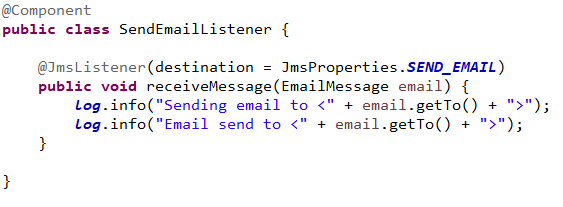 @Component
public class SendEmailListener {
@JmsListener(destination = JmsProperties.SEND_EMAIL)
public void receiveMessage(EmailMessage email) {
log.info("Sending email to <" + email.getTo() + ">");
log.info("Email send to <" + email.getTo() + ">");
}
}